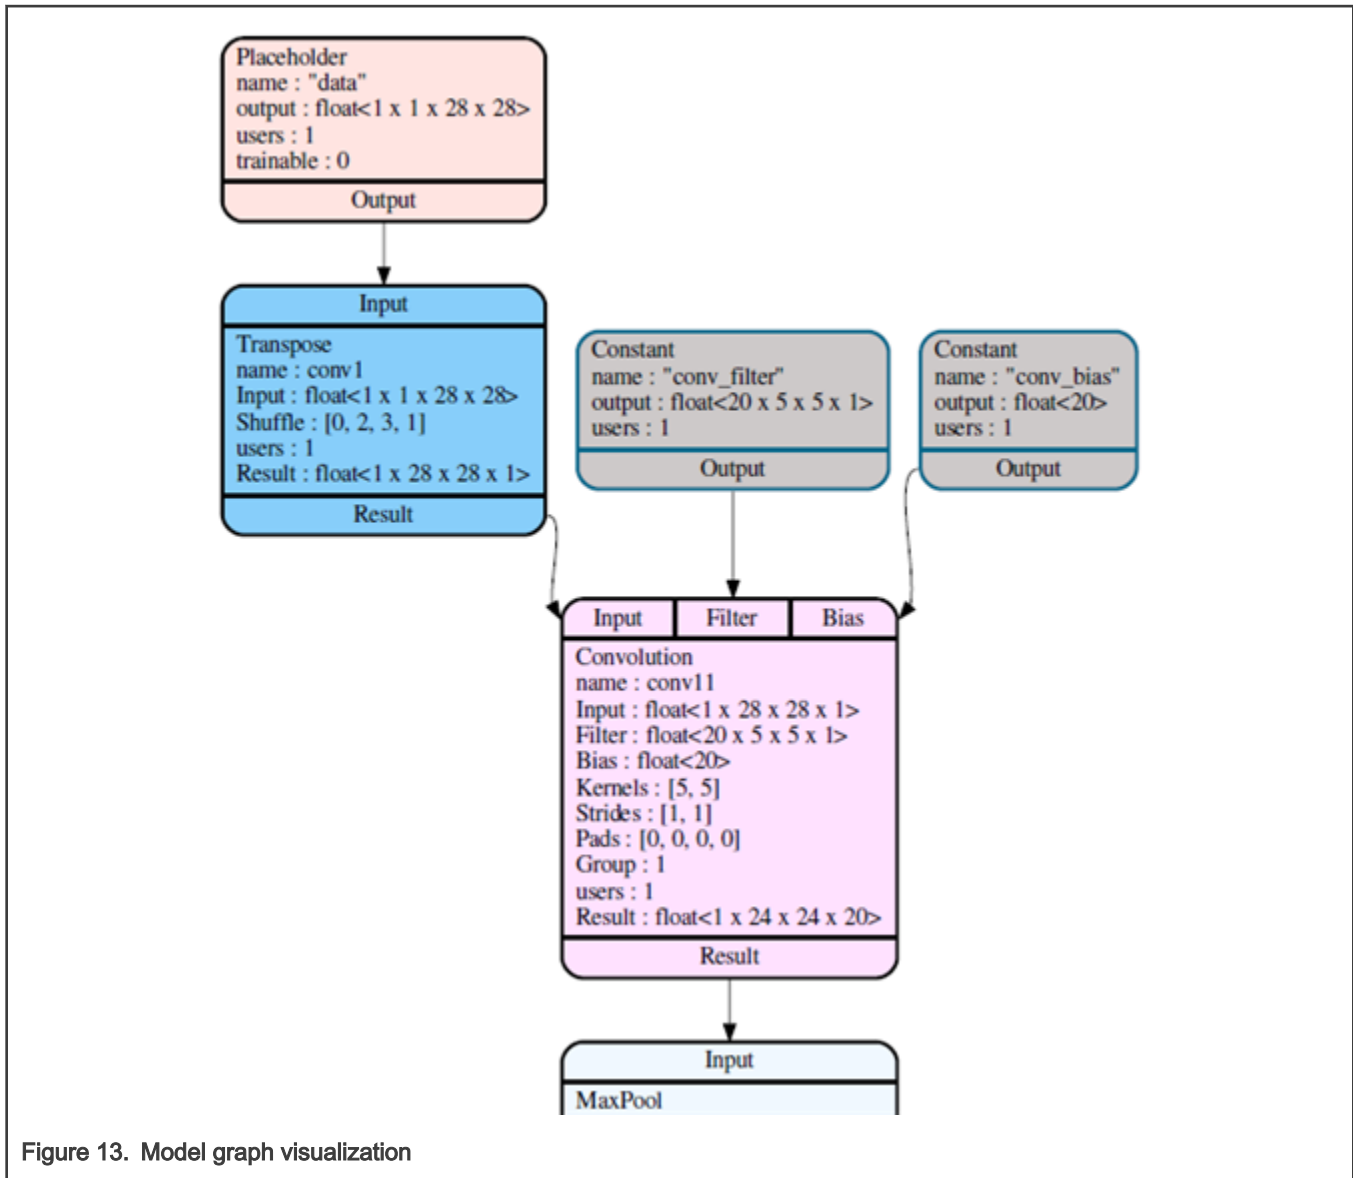 Placeholder
name : "data"
output : float<1 x 1 x 28 x 28>
users : 1
trainable : 0
Output
Input
Transpose
name : conv1
Input : float<1 x 1 x 28 x 28>
Shuffle : [0, 2, 3, 1]
users : 1
Result : float<1 x 28 x 28 x 1>
Result
Constant
name : "conv_filter"
output : float<20 x 5 x 5 x 1>
users : 1
Output
Constant
name : "conv_bias"
output : float<20>
users : 1
Output
Input
Filter
Bias
Convolution
name : conv11
Input : float<1 x 28 x 28 x 1>
Filter : float<20 x 5 x 5 x 1>
Bias : float<20>
Kernels : [5, 5]
Strides : [1, 1]
Pads : [0, 0, 0, 0]
Group : 1
users : 1
Result : float<1 x 24 x 24 x 20>
Result
Input
MaxPool
Figure 13. Model graph visualization